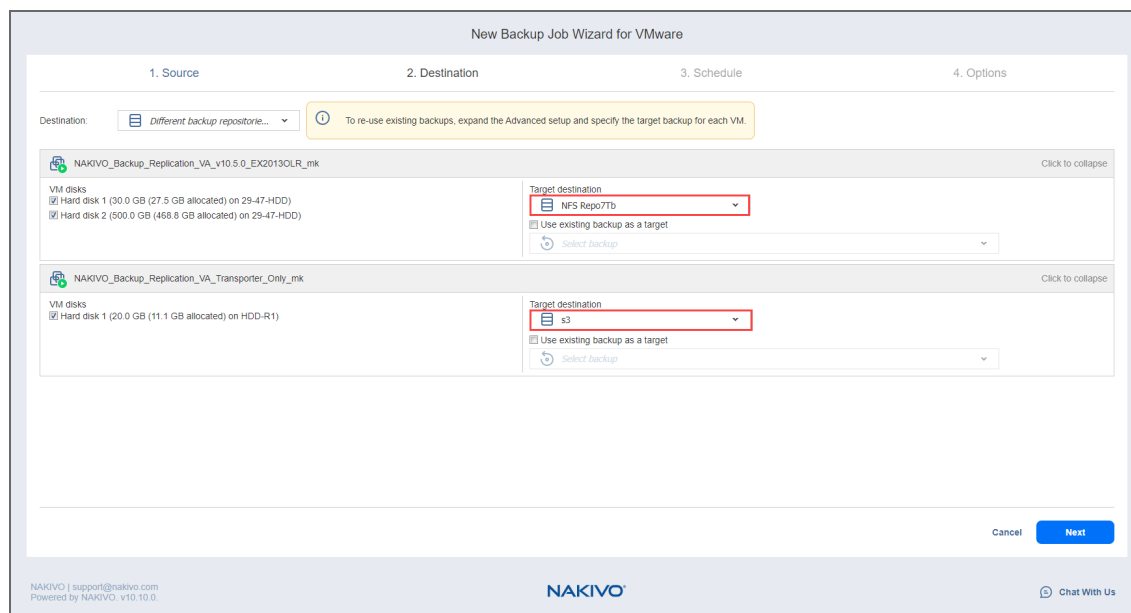 New Backup Job Wizard for VMware
1. Source 2. Destination 3. Schedule 4. Options
Destination: Different backup repositorie... To re-use existing backups, expand the Advanced setup and specify the target backup for each VM.
NAKIVO_Backup_Replication_VA_v10.5.0_EX2013OLR_mk Click to collapse
VM disks Target destination
Hard disk 1 (30.0 GB (27.5 GB allocated) on 29-47-HDD) NFS Repo7Tb
Hard disk 2 (500.0 GB (468.8 GB allocated) on 29-47-HDD) Use existing backup as a target
Select backup
NAKIVO_Backup_Replication_VA_Transporter_Only_mk Click to collapse
VM disks Target destination
Hard disk 1 (20.0 GB (11.1 GB allocated) on HDD-R1) s3
Use existing backup as a target
Select backup
Cancel Next
NAKIVO | support@nakivo.com
Powered by NAKIVO. v10.10.0.
NAKIVO®
Chat With Us